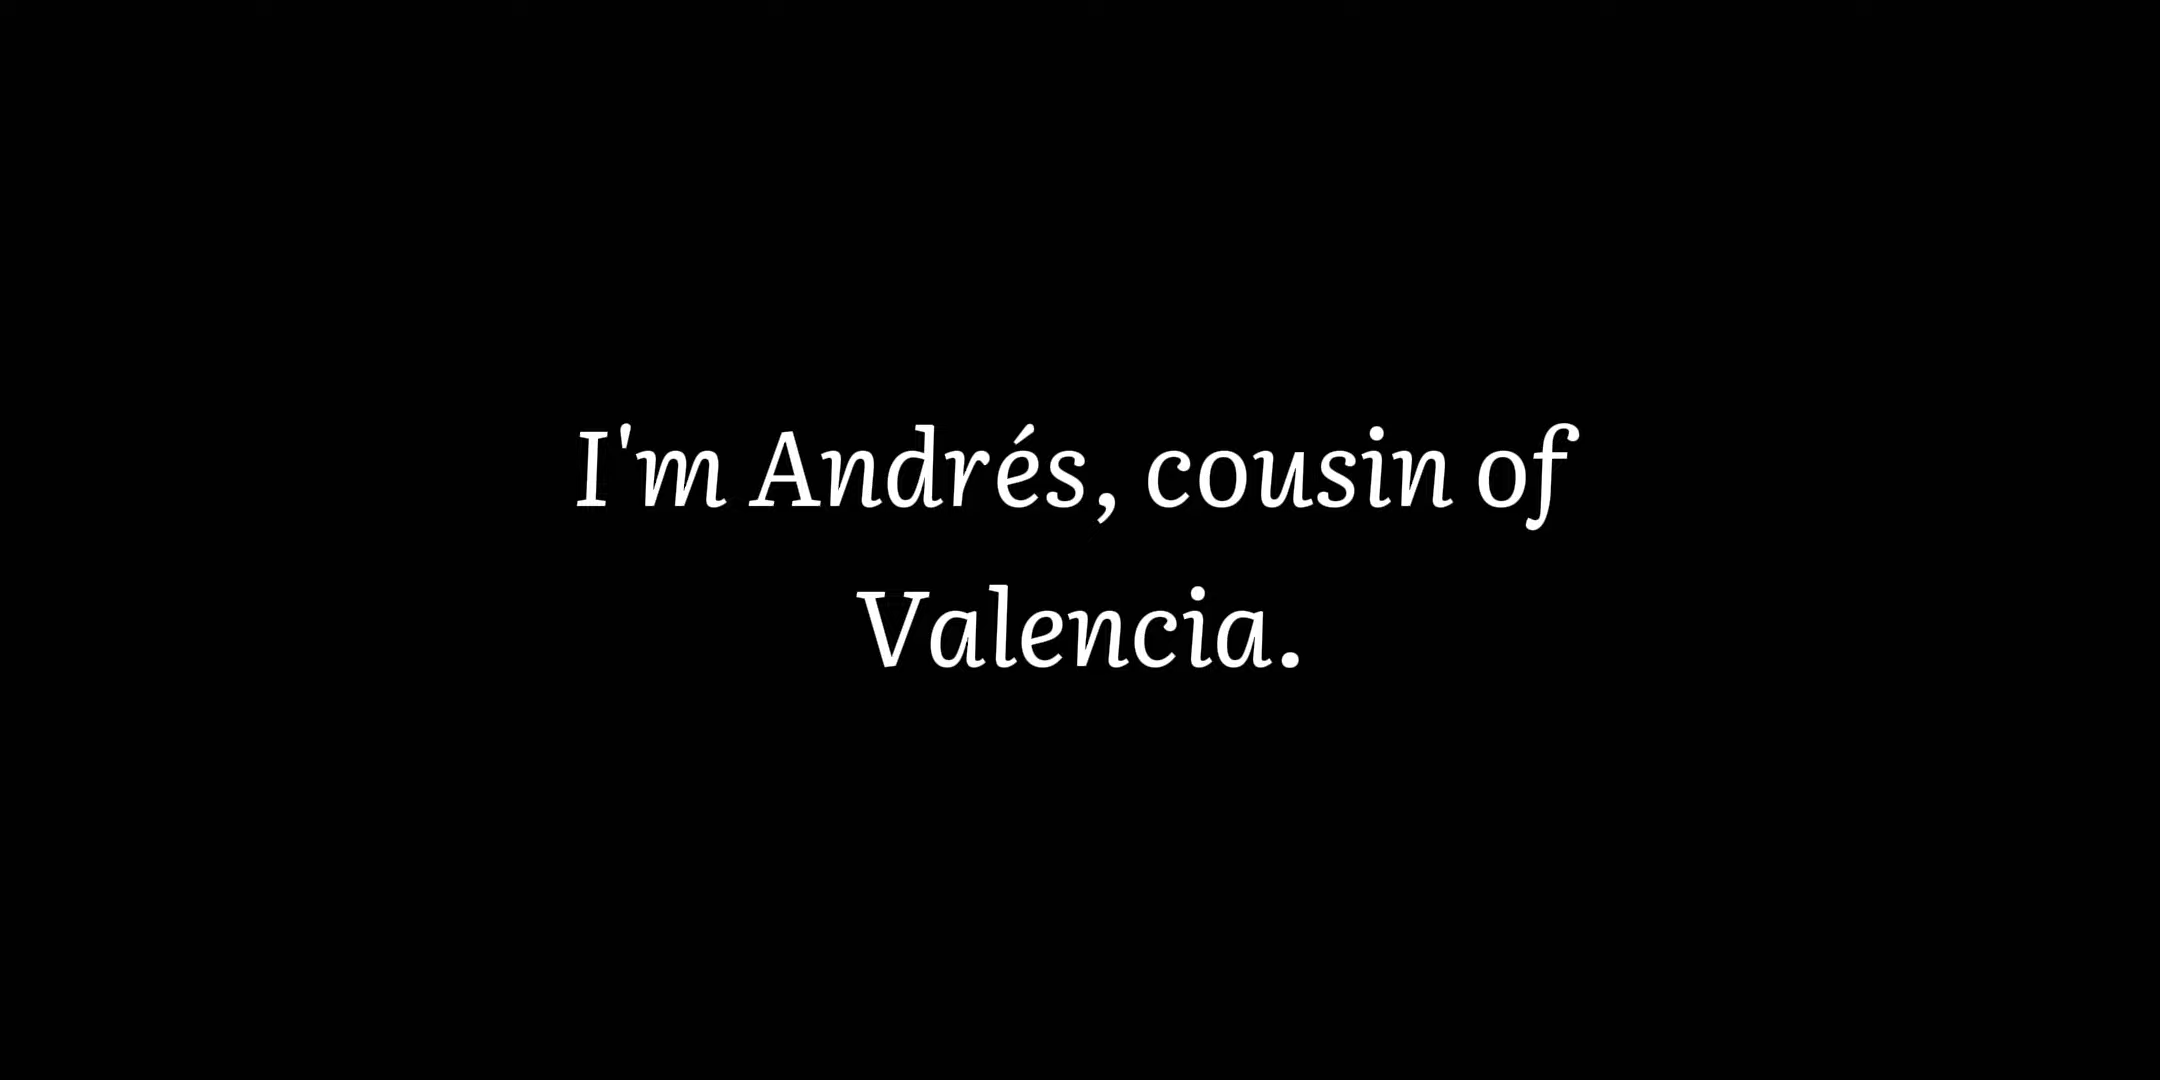 I'm Andrés, cousin of
Valencia.